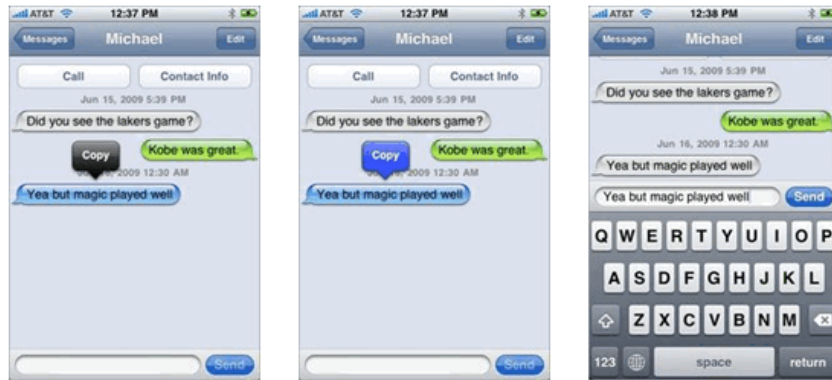 AT&T 12:37 PM
Messages Michael Edit
Call Contact Info
Jun 15, 2009 5:39 PM
Did you see the lakers game?
Kobe was great.
Copy
2009 12:30 AM
Yea but magic played well
Send
AT&T 12:37 PM
Messages Michael Edit
Call Contact Info
Jun 15, 2009 5:39 PM
Did you see the lakers game?
Kobe was great.
Copy
2009 12:30 AM
Yea but magic played well
Send
AT&T 12:38 PM
Messages Michael Edit
Jun 15, 2009 5:39 PM
Did you see the lakers game?
Kobe was great.
Jun 16, 2009 12:30 AM
Yea but magic played well
Yea but magic played well Send
Q W E R T Y U I O P
A S D F G H J K L
Z X C V B N M
123 space return